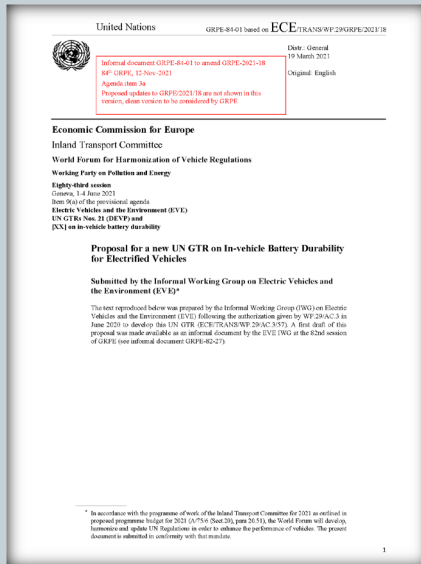 United Nations
GRPE-84-01 based on ECE/TRANS/WP.29/GRPE/2021/18
Distr.: General
19 March 2021
Original: English
Informal document GRPE-84-01 to amend GRPE-2021-18.
84th GRPE, 12-Nov-2021
Agenda item 3a
Proposed updates to GRPE/2021/18 are not shown in this
version, clean version to be considered by GRPE
Economic Commission for Europe
Inland Transport Committee
World Forum for Harmonization of Vehicle Regulations
Working Party on Pollution and Energy
Eighty-third session
Geneva, 1-4 June 2021
Item 9(a) of the provisional agenda
Electric Vehicles and the Environment (EVE)
UN GTRs Nos. 21 (DEVP) and
[XX] on in-vehicle battery durability
Proposal for a new UN GTR on In-vehicle Battery Durability
for Electrified Vehicles
Submitted by the Informal Working Group on Electric Vehicles and
the Environment (EVE)*
The text reproduced below was prepared by the Informal Working Group (IWG) on Electric
Vehicles and the Environment (EVE) following the authorization given by WP.29/AC.3 in
June 2020 to develop this UN GTR (ECE/TRANS/WP.29/AC.3/57). A first draft of this
proposal was made available as an informal document by the EVE IWG at the 82nd session
of GRPE (see informal document GRPE-82-27)
* In accordance with the programme of work of the Inland Transport Committee for 2021 as outlined in
proposed programme budget for 2021 (A/75/6 (Sect.20), para 20.51), the World Forum will develop,
harmonize and update UN Regulations in order to enhance the performance of vehicles. The present
document is submitted in conformity with that mandate.
1